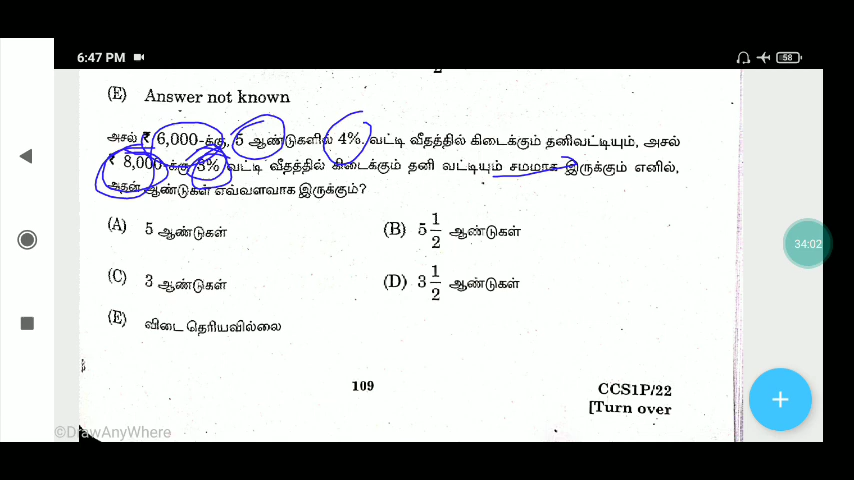 6:47 PM
58
2
(E) Answer not known
அசல் ₹ 6,000-க்கு, 5 ஆண்டுகளில் 4% வட்டி வீதத்தில் கிடைக்கும் தனிவட்டியும், அசல்
₹ 8,000-க்கு 3% வட்டி வீதத்தில் கிடைக்கும் தனி வட்டியும் சமமாக இருக்கும் எனில்,
அதன் ஆண்டுகள் எவ்வளவாக இருக்கும்?
(A) 5 ஆண்டுகள் (B) 5 1/2 ஆண்டுகள்
(C) 3 ஆண்டுகள் (D) 3 1/2 ஆண்டுகள்
(E) விடை தெரியவில்லை
34:02
109
CCS1P/22
[Turn over
©DrawAnyWhere